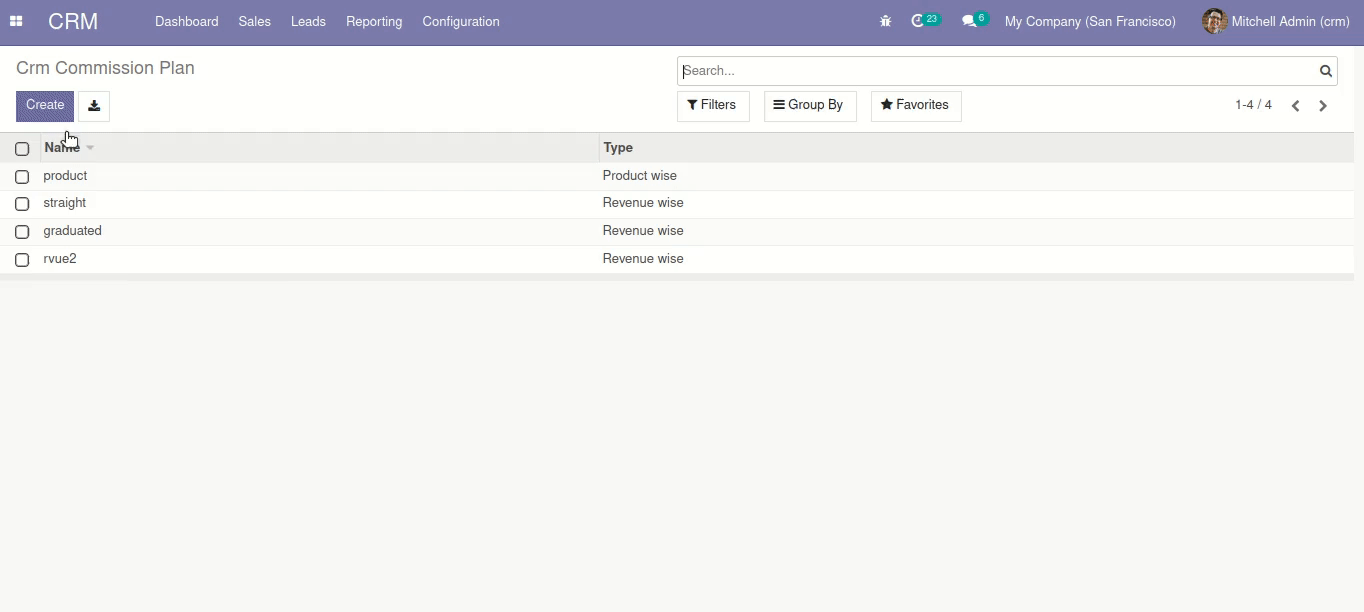 CRM Dashboard Sales Leads Reporting Configuration 23 6 My Company (San Francisco) Mitchell Admin (crm)
Crm Commission Plan
Search...
Create
Filters Group By Favorites 1-4 / 4
Name Type
product Product wise
straight Revenue wise
graduated Revenue wise
rvue2 Revenue wise